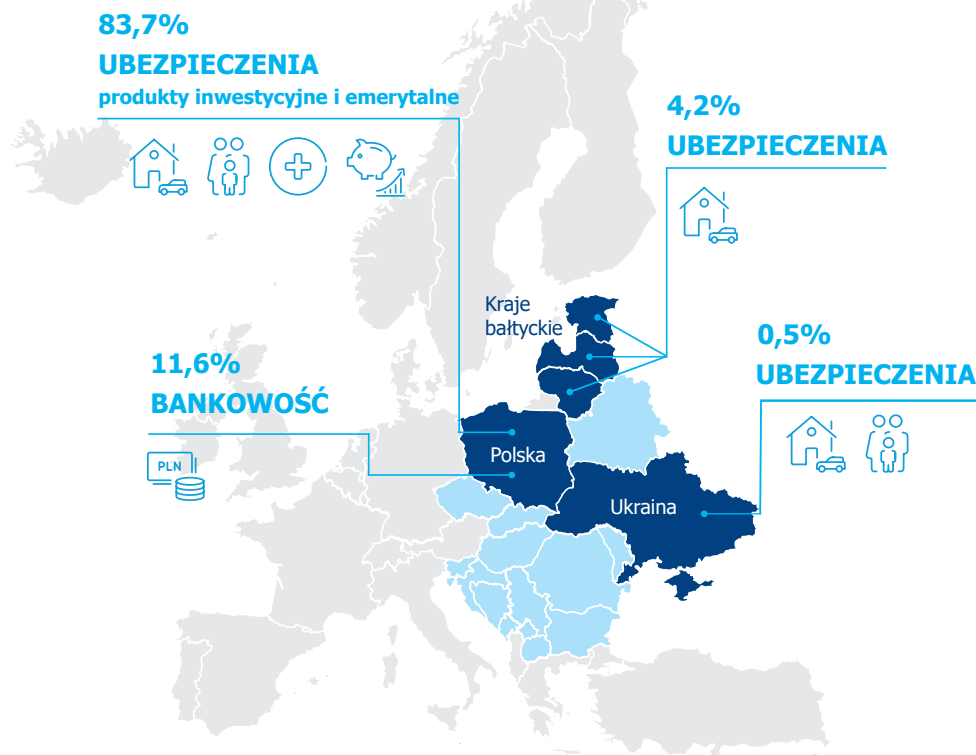 83,7%
UBEZPIECZENIA
produkty inwestycyjne i emerytalne
4,2%
UBEZPIECZENIA
Kraje
bałtyckie
0,5%
UBEZPIECZENIA
11,6%
BANKOWOŚĆ
PLN
Polska
Ukraina